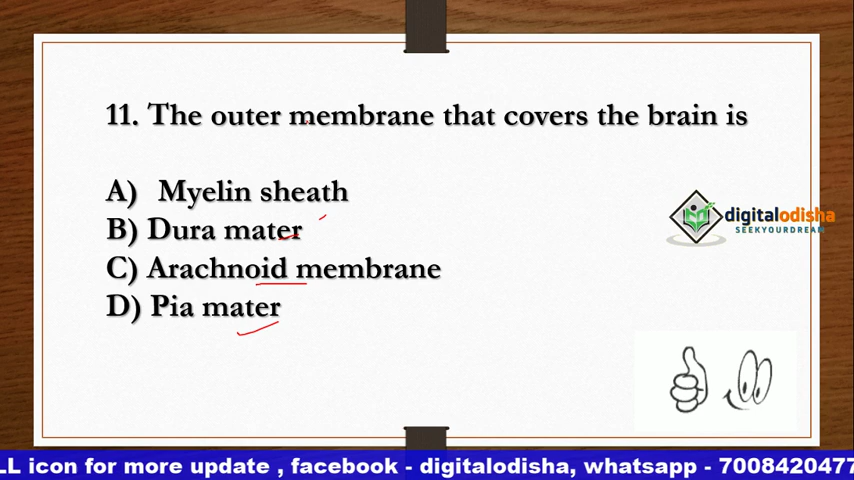 11. The outer membrane that covers the brain is
A) Myelin sheath
B) Dura mater
C) Arachnoid membrane
D) Pia mater
digitalodisha
SEEKYOURDREAM
LL icon for more update , facebook - digitalodisha, whatsapp - 7008420477